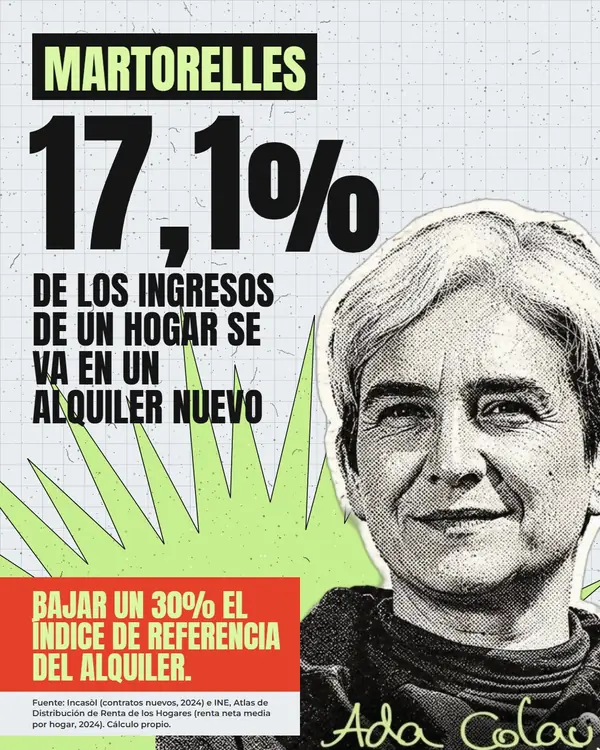 MARTORELLES
17,1%
DE LOS INGRESOS
DE UN HOGAR SE
VA EN UN
ALQUILER NUEVO
BAJAR UN 30% EL
ÍNDICE DE REFERENCIA
DEL ALQUILER.
Fuente: Incasòl (contratos nuevos, 2024) e INE, Atlas de
Distribución de Renta de los Hogares (renta neta media
por hogar, 2024). Cálculo propio.
Ada Colau